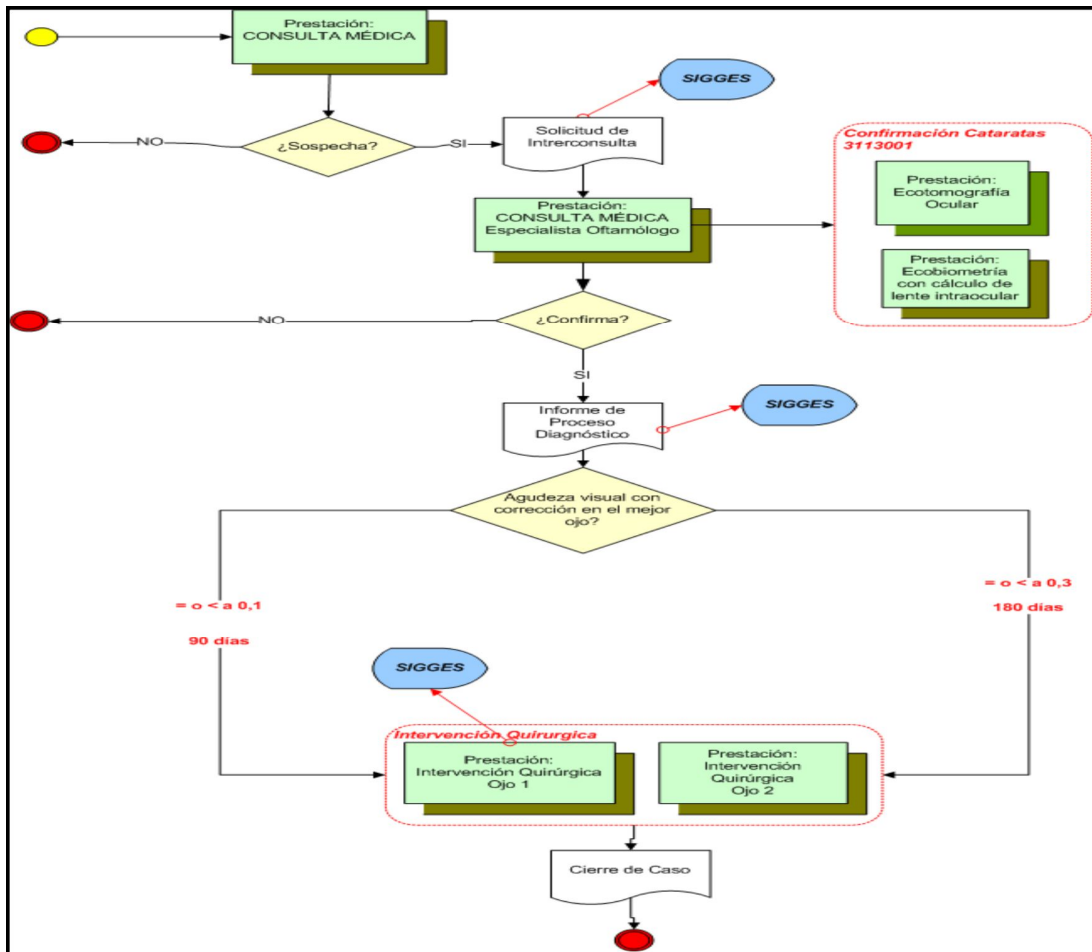 Prestación:
CONSULTA MÉDICA
SIGGES
NO
¿Sospecha?
SI
Solicitud de
Intrerconsulta
Confirmación Cataratas
3113001
Prestación:
Ecotomografía
Ocular
Prestación:
CONSULTA MÉDICA
Especialista Oftamólogo
Prestación:
Ecobiometría
con cálculo de
lente intraocular
NO
¿Confirma?
SI
Informe de
Proceso
Diagnóstico
SIGGES
Agudeza visual con
corrección en el mejor
ojo?
= o < a 0,1
90 días
= o < a 0,3
180 días
SIGGES
Intervención Quirurgica
Prestación:
Intervención Quirúrgica
Ojo 1
Prestación:
Intervención
Quirúrgica
Ojo 2
Cierre de Caso